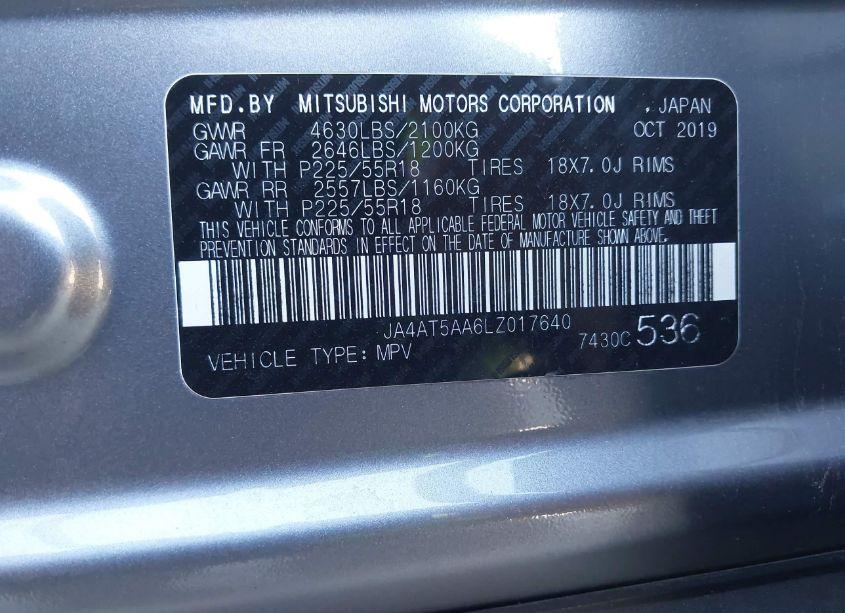 MFD.BY MITSUBISHI MOTORS CORPORATION , JAPAN
GVWR 4630LBS/2100KG OCT 2019
GAWR FR 2646LBS/1200KG
WITH P225/55R18 TIRES 18X7.0J RIMS
GAWR RR 2557LBS/1160KG
WITH P225/55R18 TIRES 18X7.0J RIMS
THIS VEHICLE CONFORMS TO ALL APPLICABLE FEDERAL MOTOR VEHICLE SAFETY AND THEFT
PREVENTION STANDARDS IN EFFECT ON THE DATE OF MANUFACTURE SHOWN ABOVE.
JA4AT5AA6LZ017640
VEHICLE TYPE: MPV 7430C 536